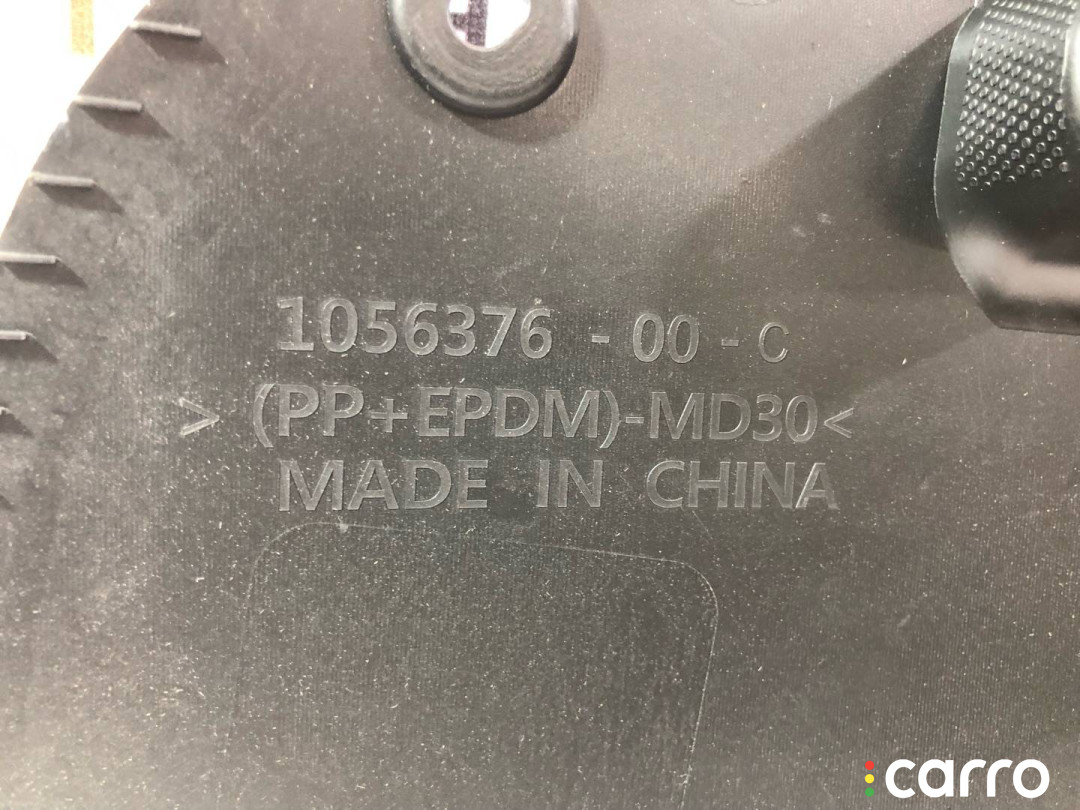 1056376 - 00 - C
>(PP+EPDM)-MD30<
MADE IN CHINA
carro